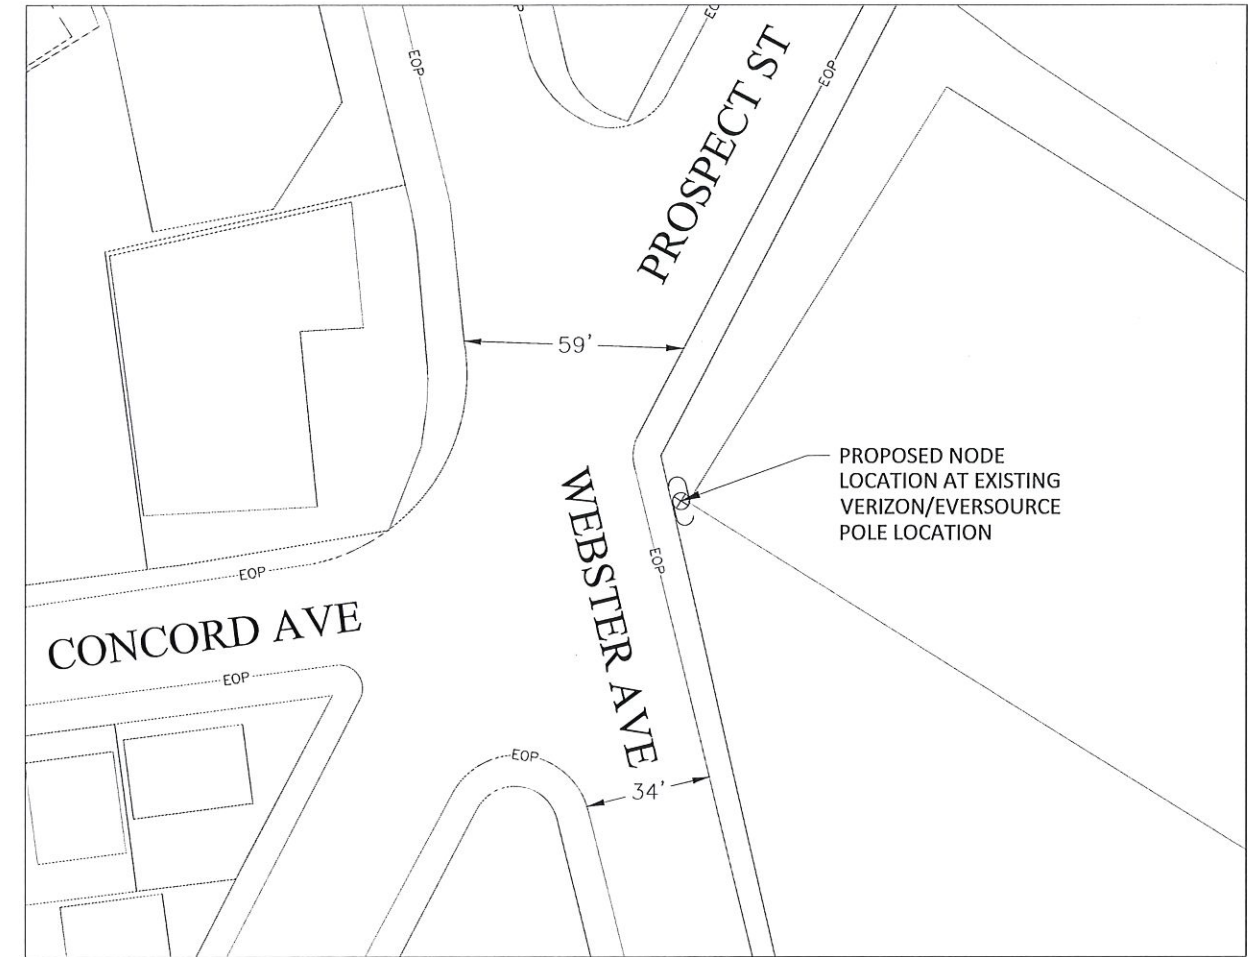 EOP
PROSPECT ST
EOP
59'
PROPOSED NODE
LOCATION AT EXISTING
VERIZON/EVERSOURCE
POLE LOCATION
WEBSTER AVE
EOP
EOP
CONCORD AVE
EOP
EOP
34'